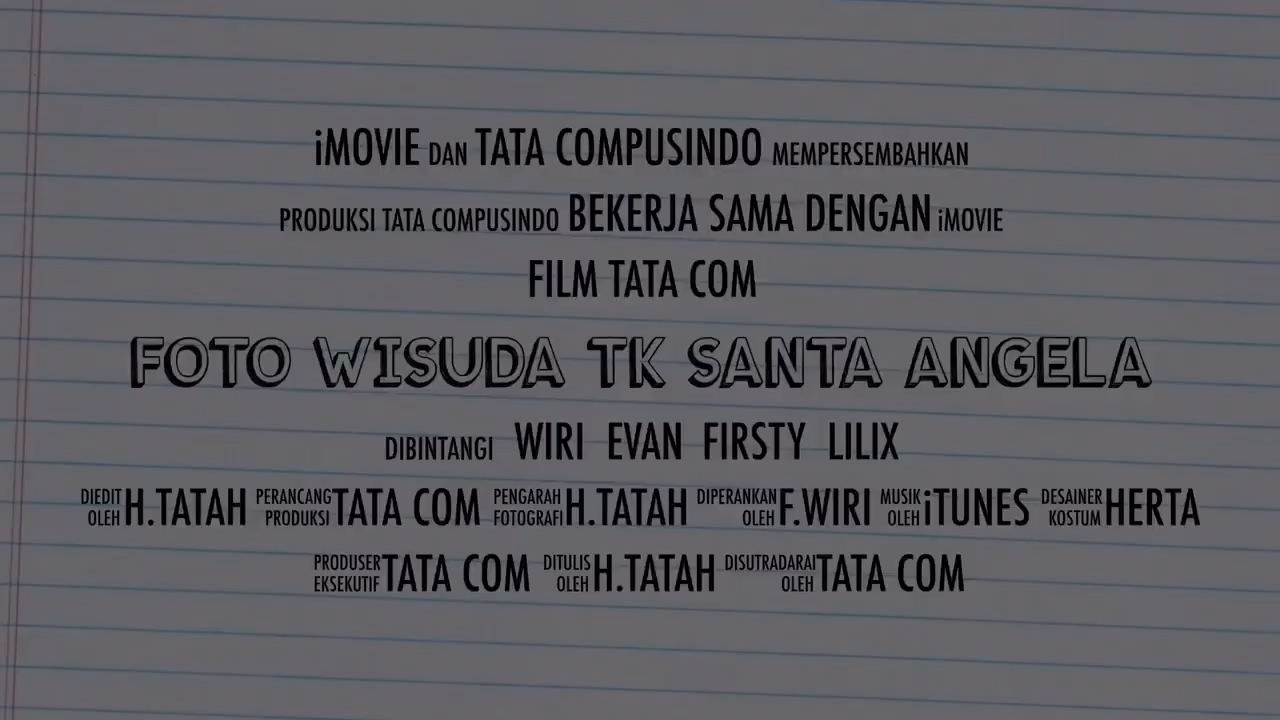 iMOVIE DAN TATA COMPUSINDO MEMPERSEMBAHKAN
PRODUKSI TATA COMPUSINDO BEKERJA SAMA DENGAN iMOVIE
FILM TATA COM
FOTO WISUDA TK SANTA ANGELA
DIBINTANGI WIRI EVAN FIRSTY LILIX
DIEDIT OLEH H.TATAH PERANCANG PRODUKSI TATA COM PENGARAH FOTOGRAFI H.TATAH DIPERANKAN OLEH F.WIRI MUSIK OLEH iTUNES DESAINER KOSTUM HERTA
PRODUSER EKSEKUTIF TATA COM DITULIS OLEH H.TATAH DISUTRADARAI OLEH TATA COM